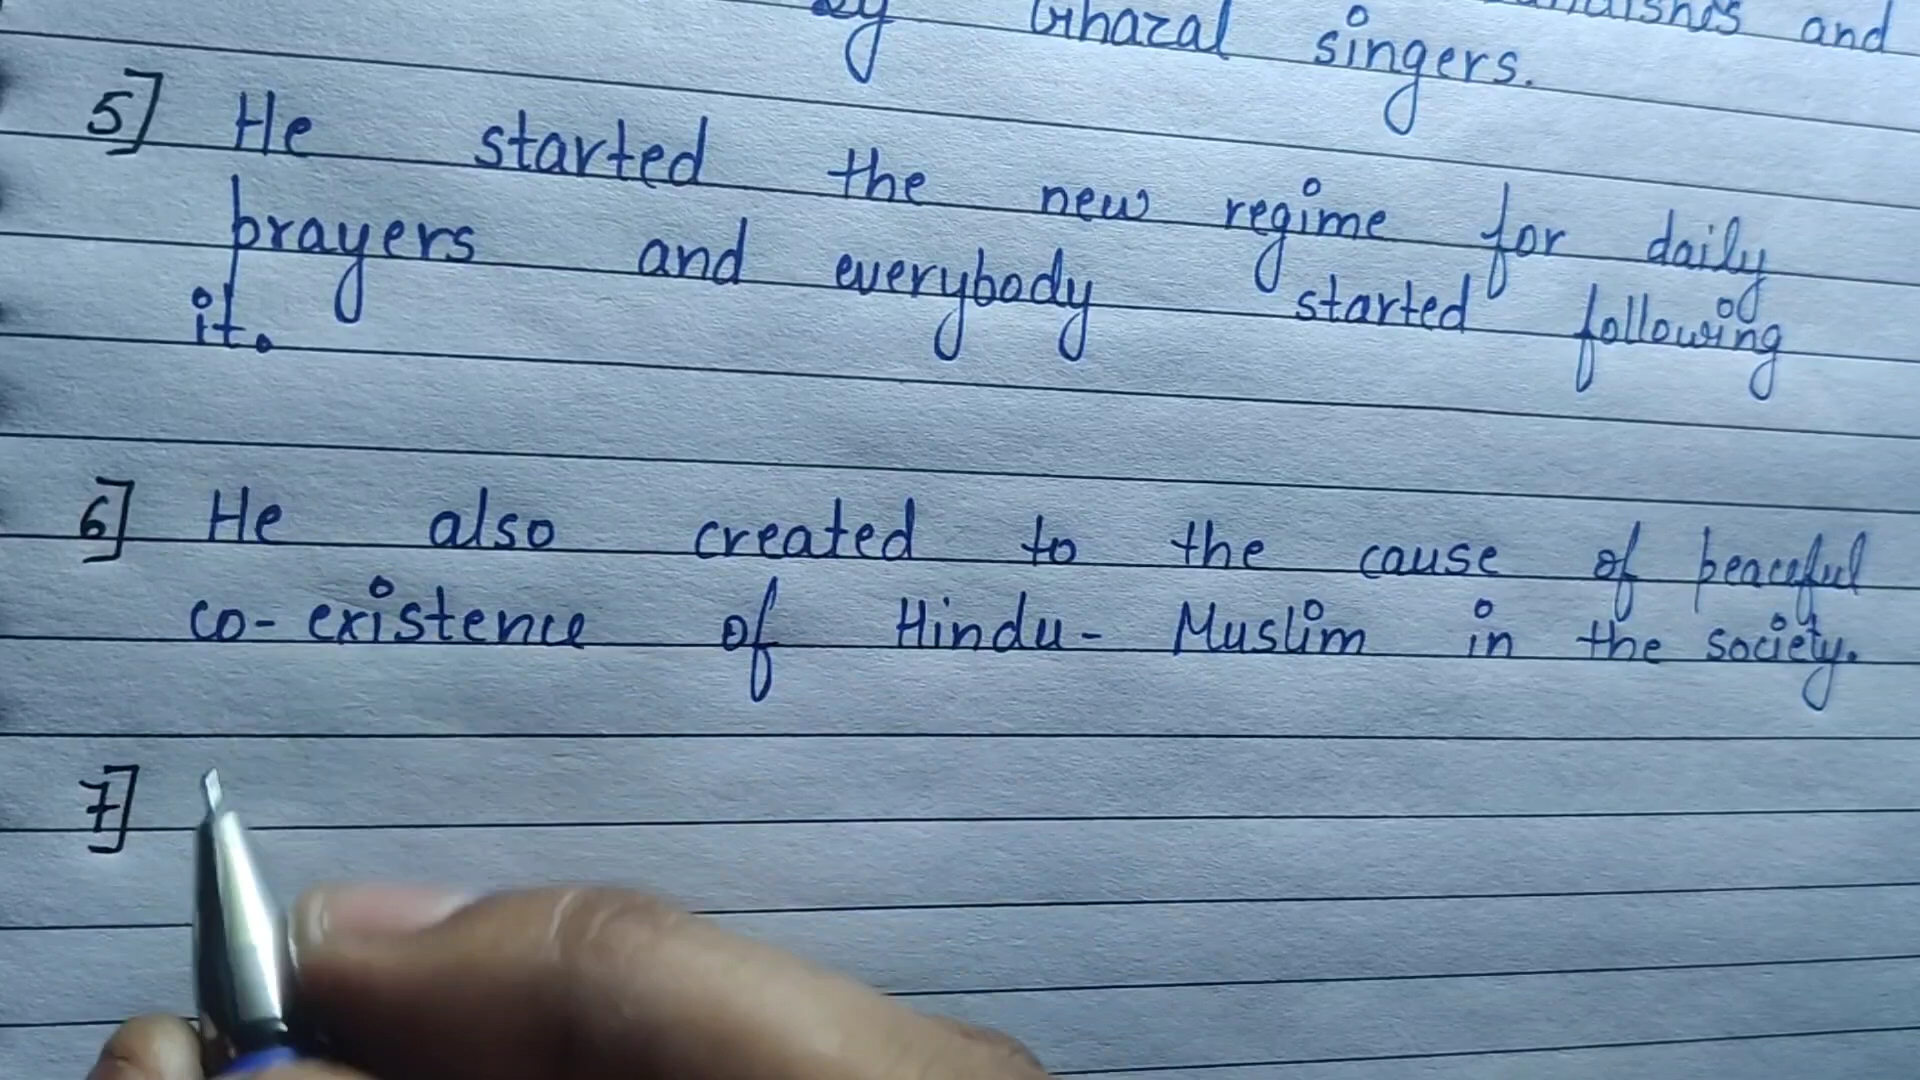 Ghazal singers. and
5] He started the new regime for daily
prayers and everybody started following
it.
6] He also created to the cause of peaceful
co-existence of Hindu- Muslim in the society.
7]